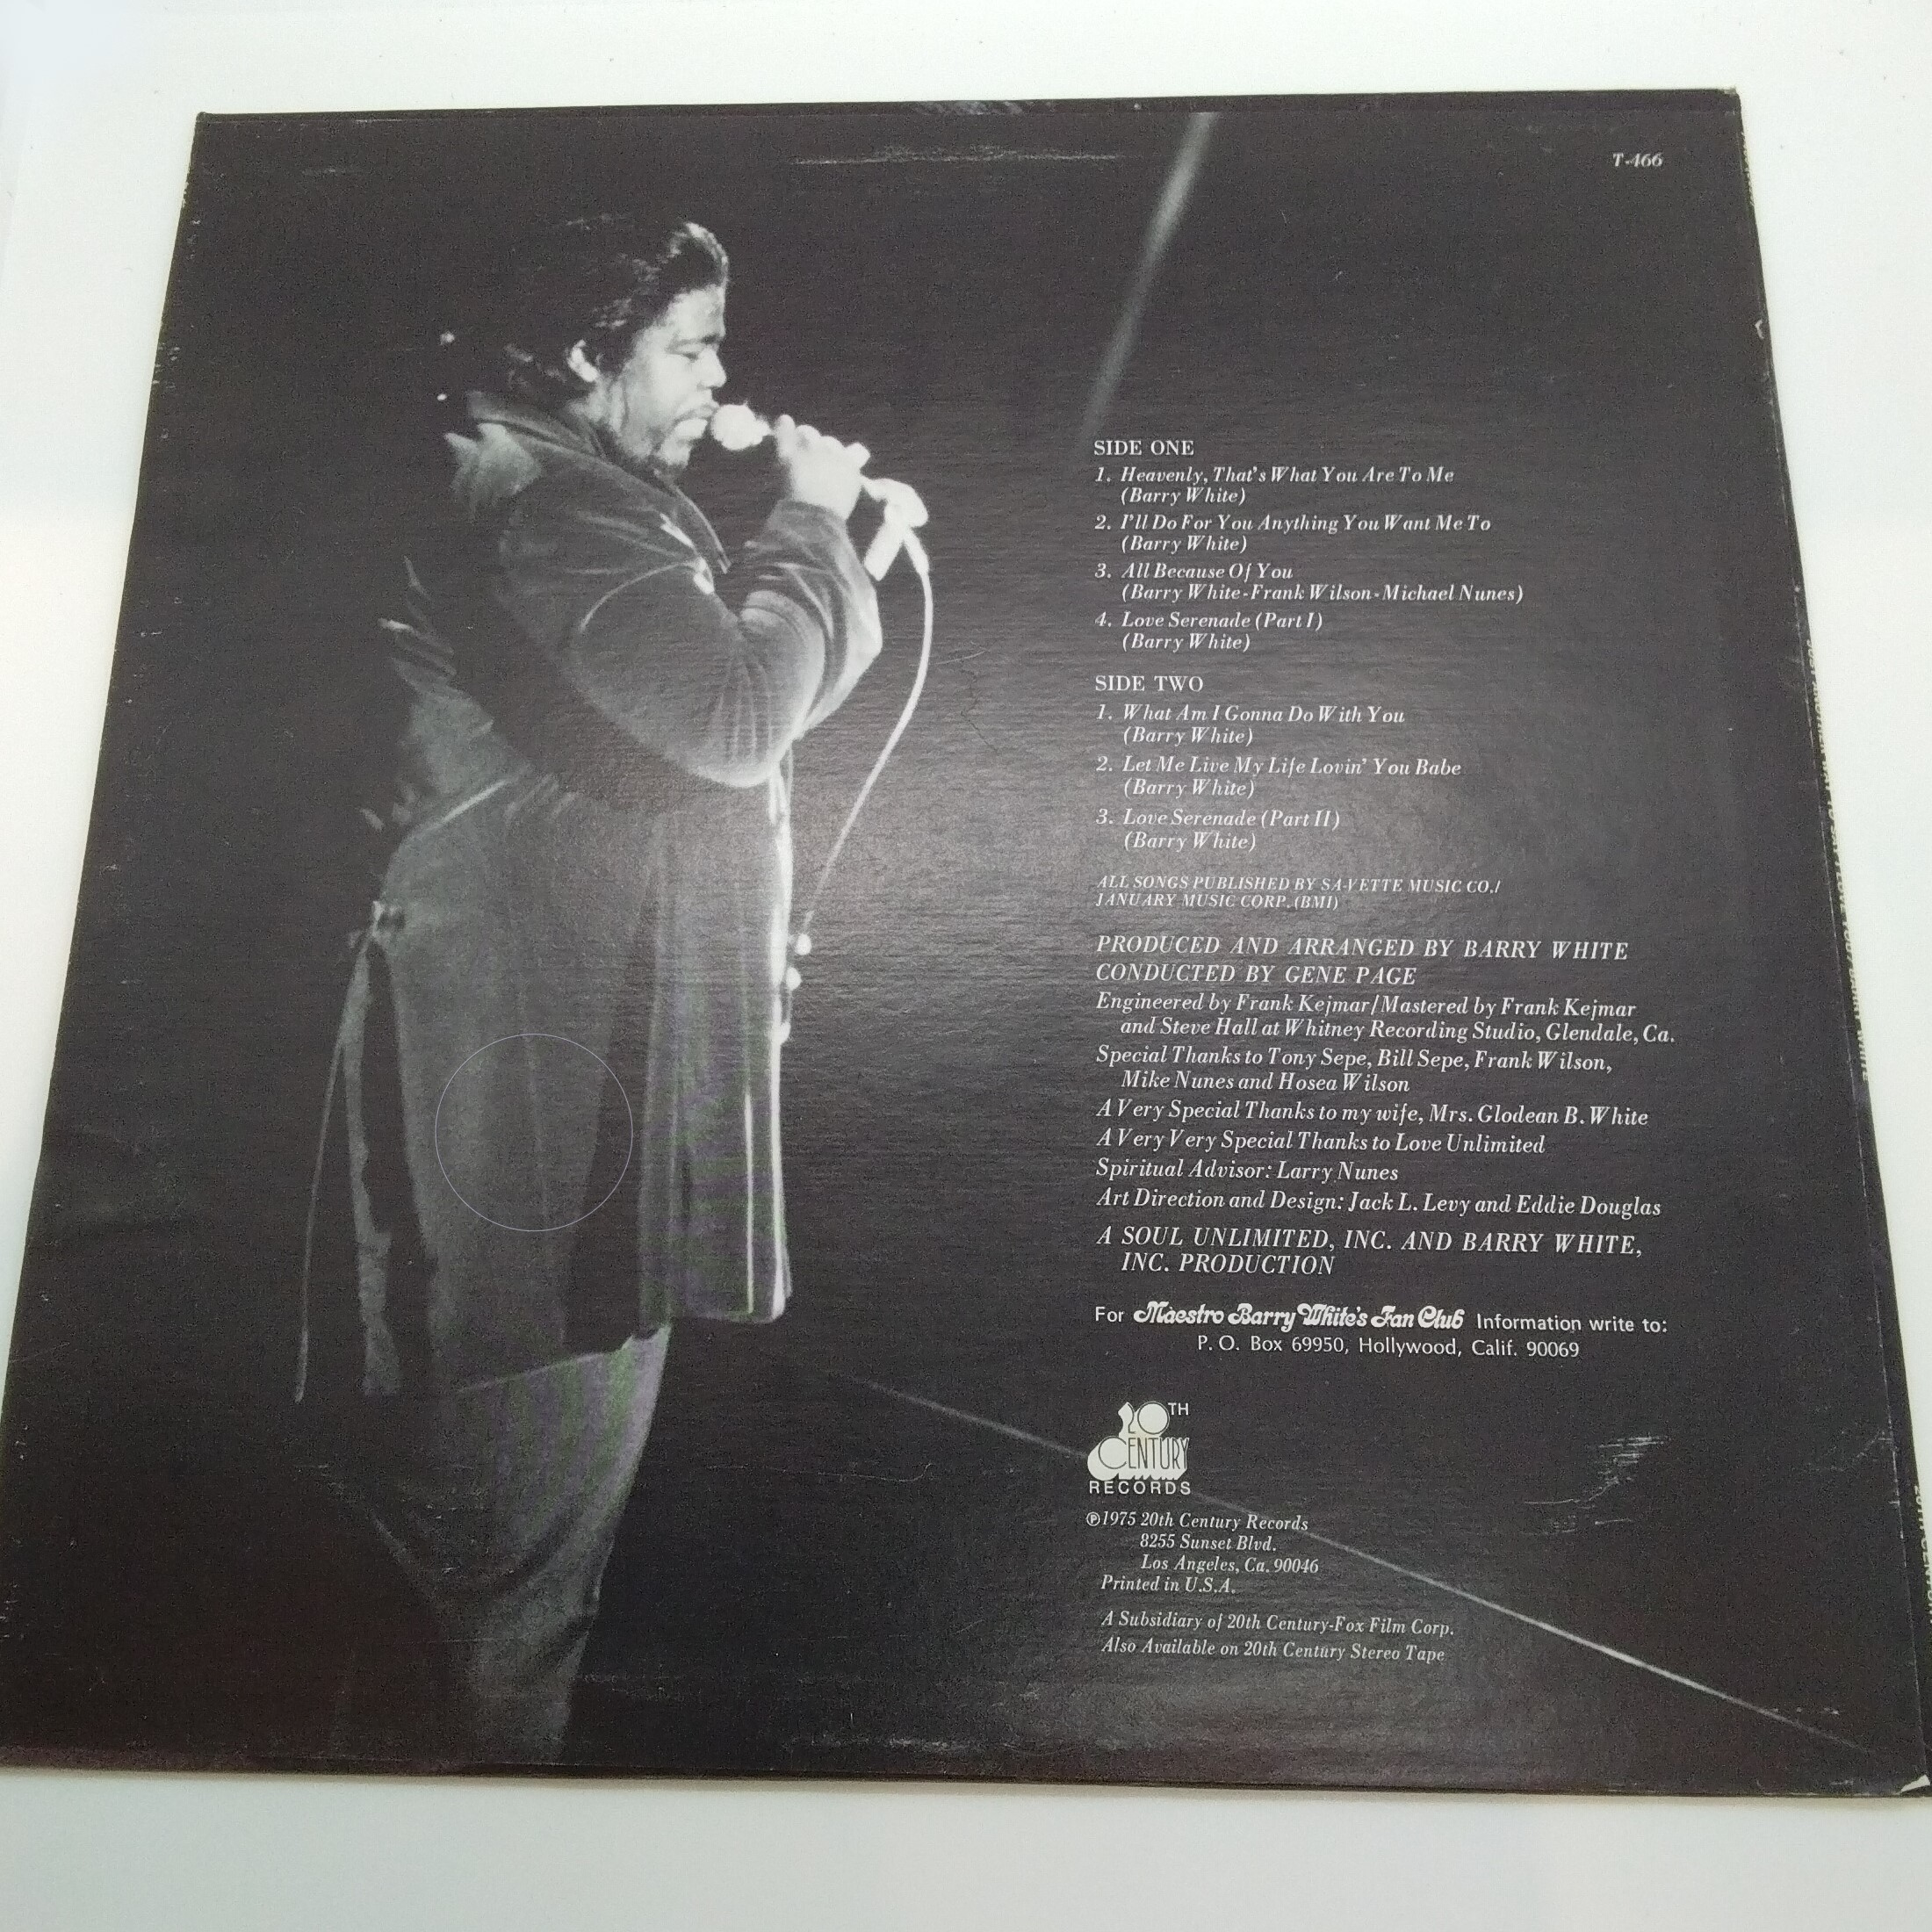 T-466
SIDE ONE
1. Heavenly, That's What You Are To Me
(Barry White)
2. I'll Do For You Anything You Want Me To
(Barry White)
3. All Because Of You
(Barry White-Frank Wilson-Michael Nunes)
4. Love Serenade (Part I)
(Barry White)
SIDE TWO
1. What Am I Gonna Do With You
(Barry White)
2. Let Me Live My Life Lovin' You Babe
(Barry White)
3. Love Serenade (Part II)
(Barry White)
ALL SONGS PUBLISHED BY SA-VETTE MUSIC CO./
JANUARY MUSIC CORP. (BMI)
PRODUCED AND ARRANGED BY BARRY WHITE
CONDUCTED BY GENE PAGE
Engineered by Frank Kejmar/Mastered by Frank Kejmar
and Steve Hall at Whitney Recording Studio, Glendale, Ca.
Special Thanks to Tony Sepe, Bill Sepe, Frank Wilson,
Mike Nunes and Hosea Wilson
A Very Special Thanks to my wife, Mrs. Glodean B. White
A Very Very Special Thanks to Love Unlimited
Spiritual Advisor: Larry Nunes
Art Direction and Design: Jack L. Levy and Eddie Douglas
A SOUL UNLIMITED, INC. AND BARRY WHITE,
INC. PRODUCTION
For Maestro Barry White's Fan Club Information write to:
P. O. Box 69950, Hollywood, Calif. 90069
20TH
CENTURY
RECORDS
℗1975 20th Century Records
8255 Sunset Blvd.
Los Angeles, Ca. 90046
Printed in U.S.A.
A Subsidiary of 20th Century-Fox Film Corp.
Also Available on 20th Century Stereo Tape